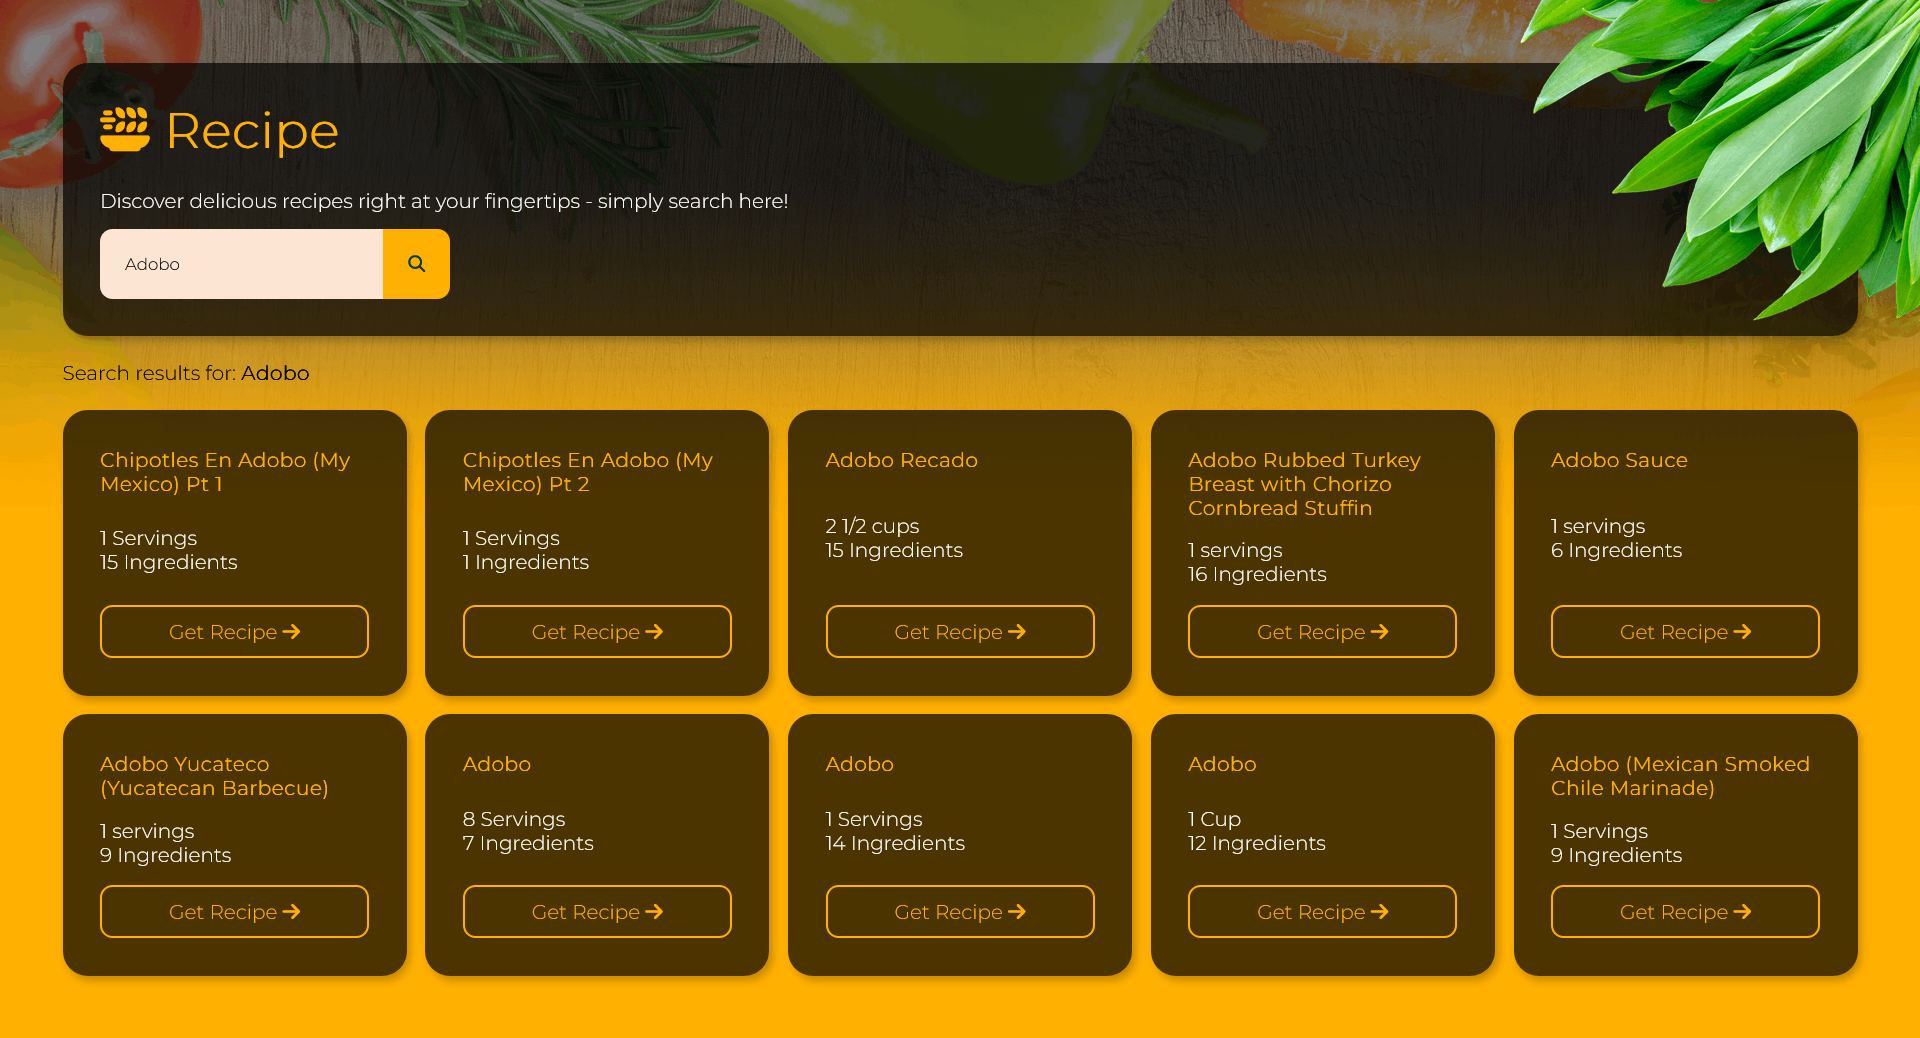 Recipe
Discover delicious recipes right at your fingertips - simply search here!
Adobo
Search results for: Adobo
Chipotles En Adobo (My
Mexico) Pt 1
1 Servings
15 Ingredients
Get Recipe
Chipotles En Adobo (My
Mexico) Pt 2
1 Servings
1 Ingredients
Get Recipe
Adobo Recado
2 1/2 cups
15 Ingredients
Get Recipe
Adobo Rubbed Turkey
Breast with Chorizo
Cornbread Stuffin
1 servings
16 Ingredients
Get Recipe
Adobo Sauce
1 servings
6 Ingredients
Get Recipe
Adobo Yucateco
(Yucatecan Barbecue)
1 servings
9 Ingredients
Get Recipe
Adobo
8 Servings
7 Ingredients
Get Recipe
Adobo
1 Servings
14 Ingredients
Get Recipe
Adobo
1 Cup
12 Ingredients
Get Recipe
Adobo (Mexican Smoked
Chile Marinade)
1 Servings
9 Ingredients
Get Recipe